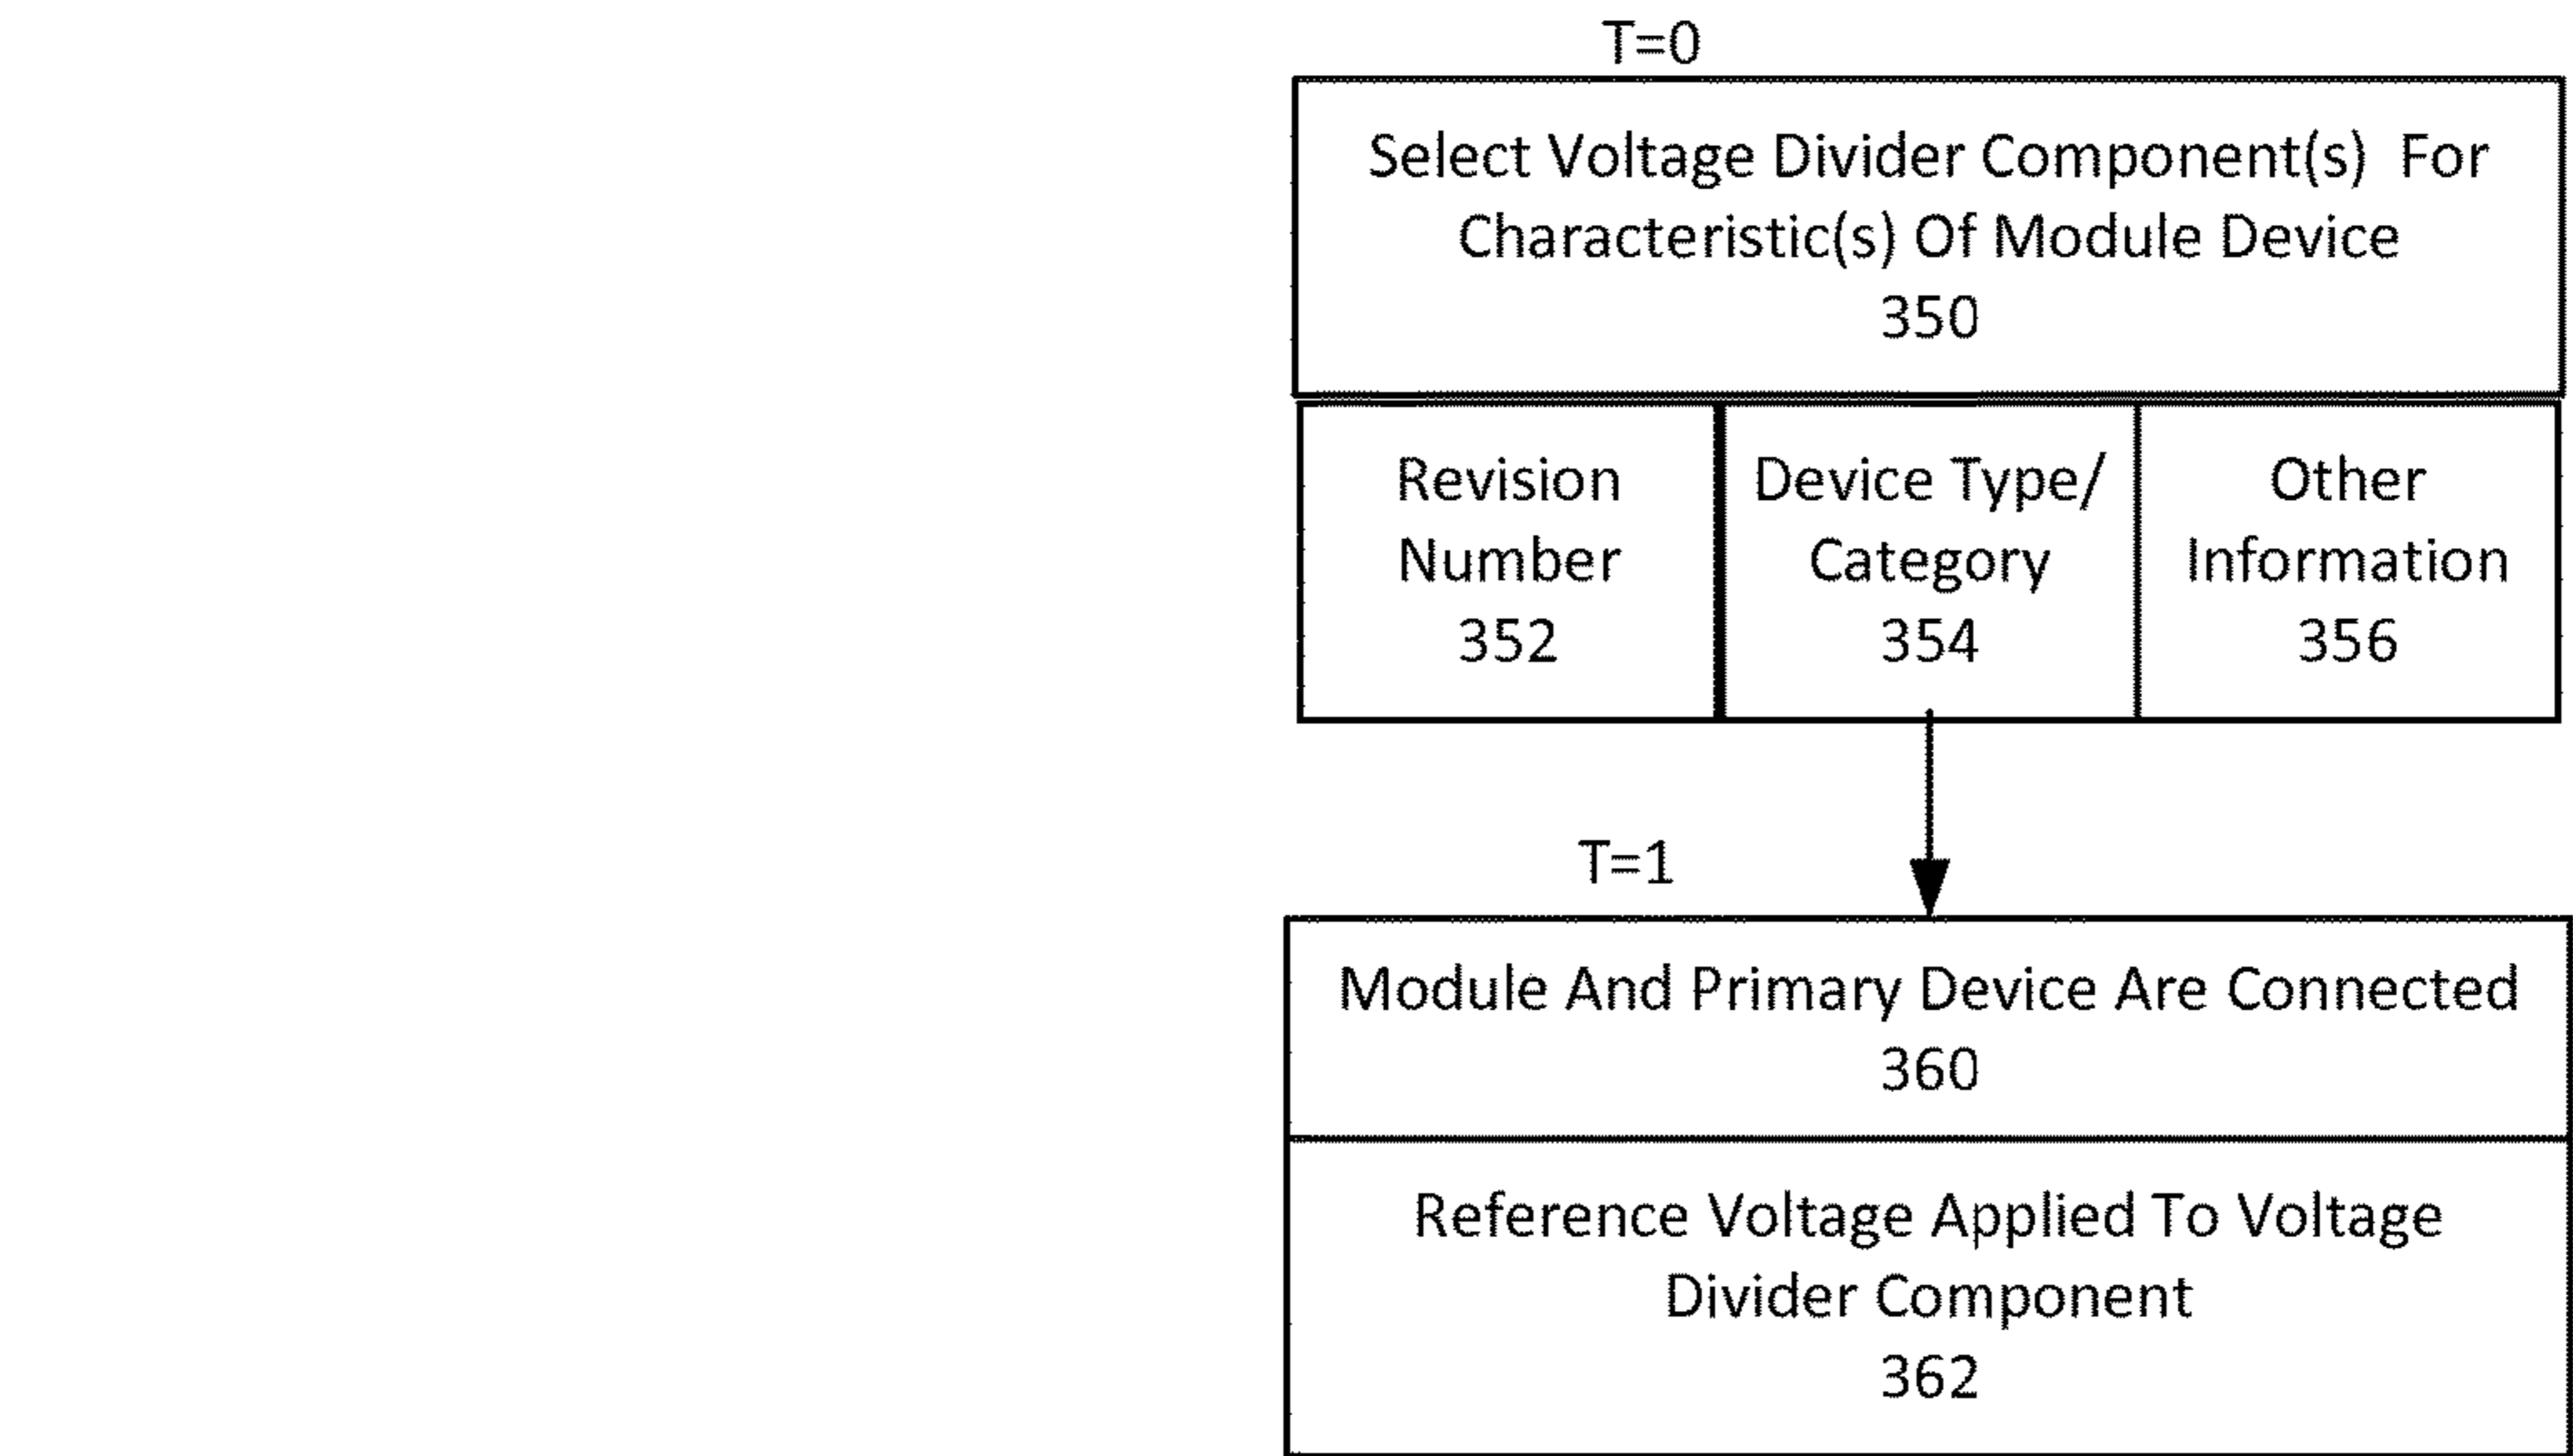 T=0
Select Voltage Divider Component(s) For
Characteristic(s) Of Module Device
350
Revision
Number
352
Device Type/
Category
354
Other
Information
356
T=1
Module And Primary Device Are Connected
360
Reference Voltage Applied To Voltage
Divider Component
362